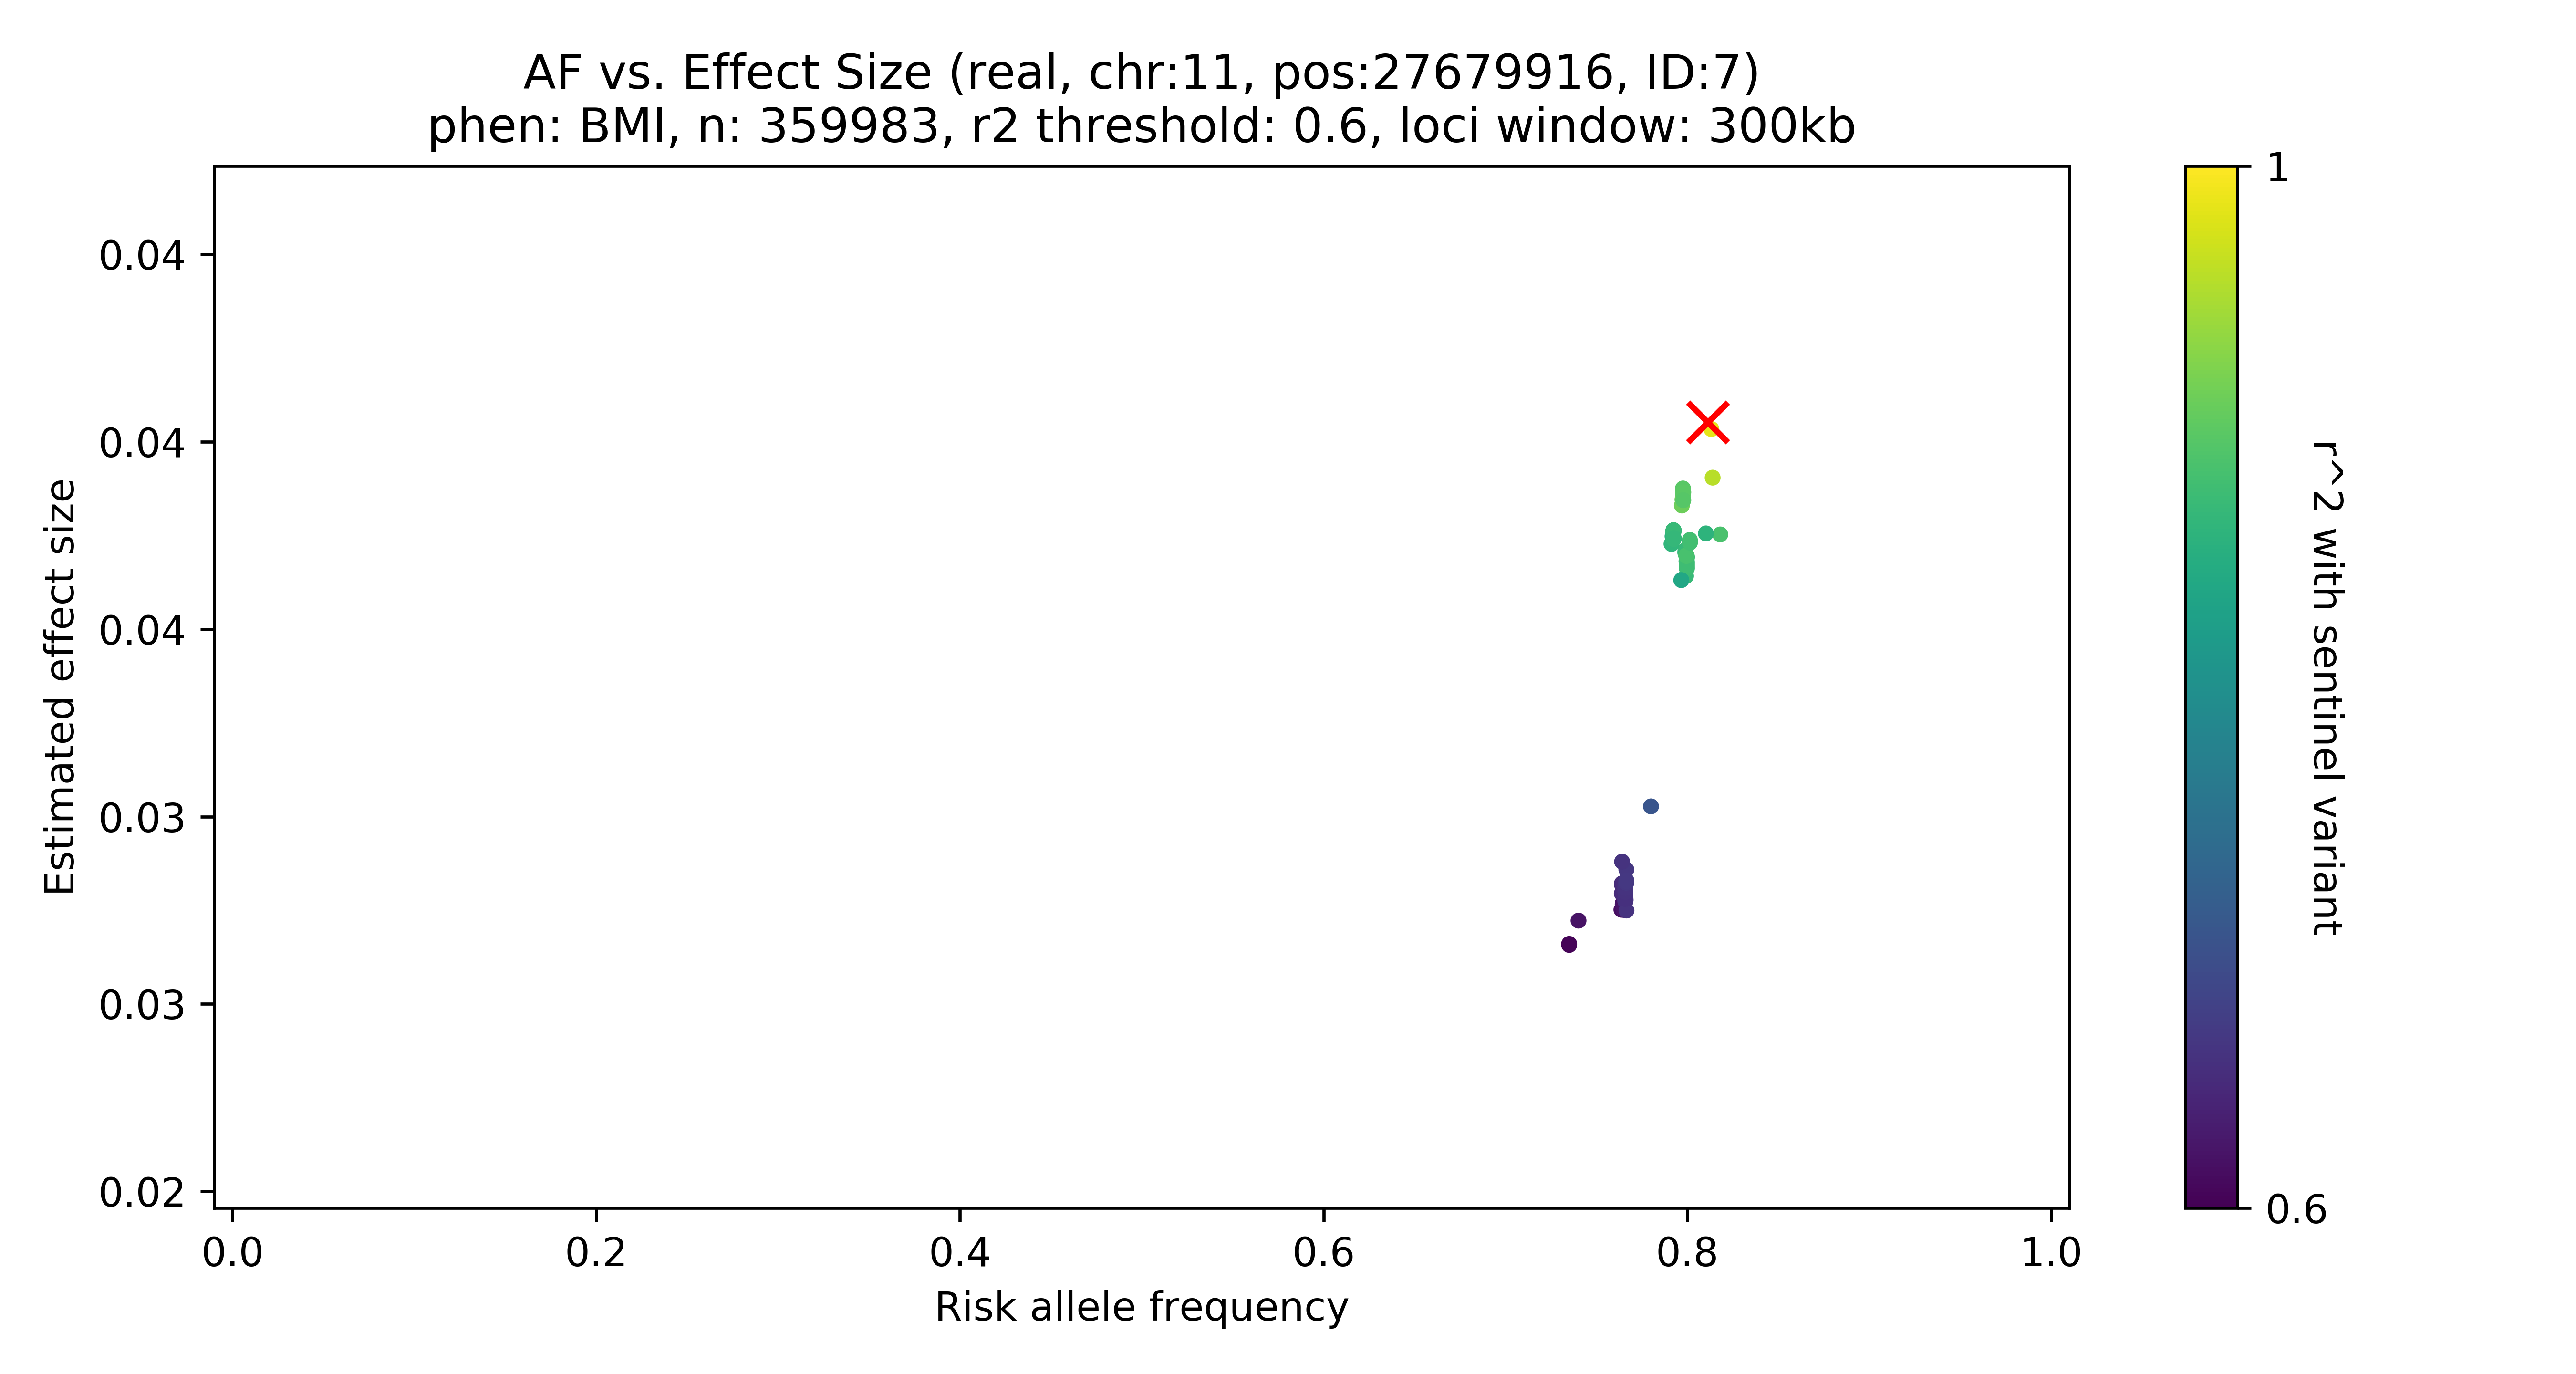 AF vs. Effect Size (real, chr:11, pos:27679916, ID:7)
phen: BMI, n: 359983, r2 threshold: 0.6, loci window: 300kb
Estimated effect size
0.04
0.04
0.04
0.03
0.03
0.02
0.0
0.2
0.4
0.6
0.8
1.0
Risk allele frequency
1
0.6
r^2 with sentinel variant